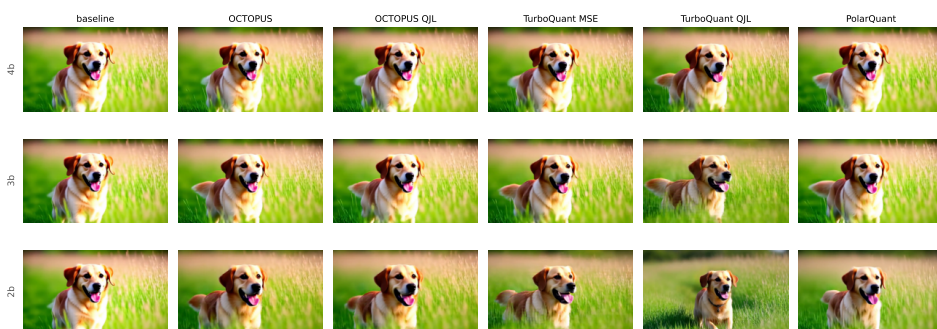 baseline OCTOPUS OCTOPUS QJL TurboQuant MSE TurboQuant QJL PolarQuant
4b
3b
2b